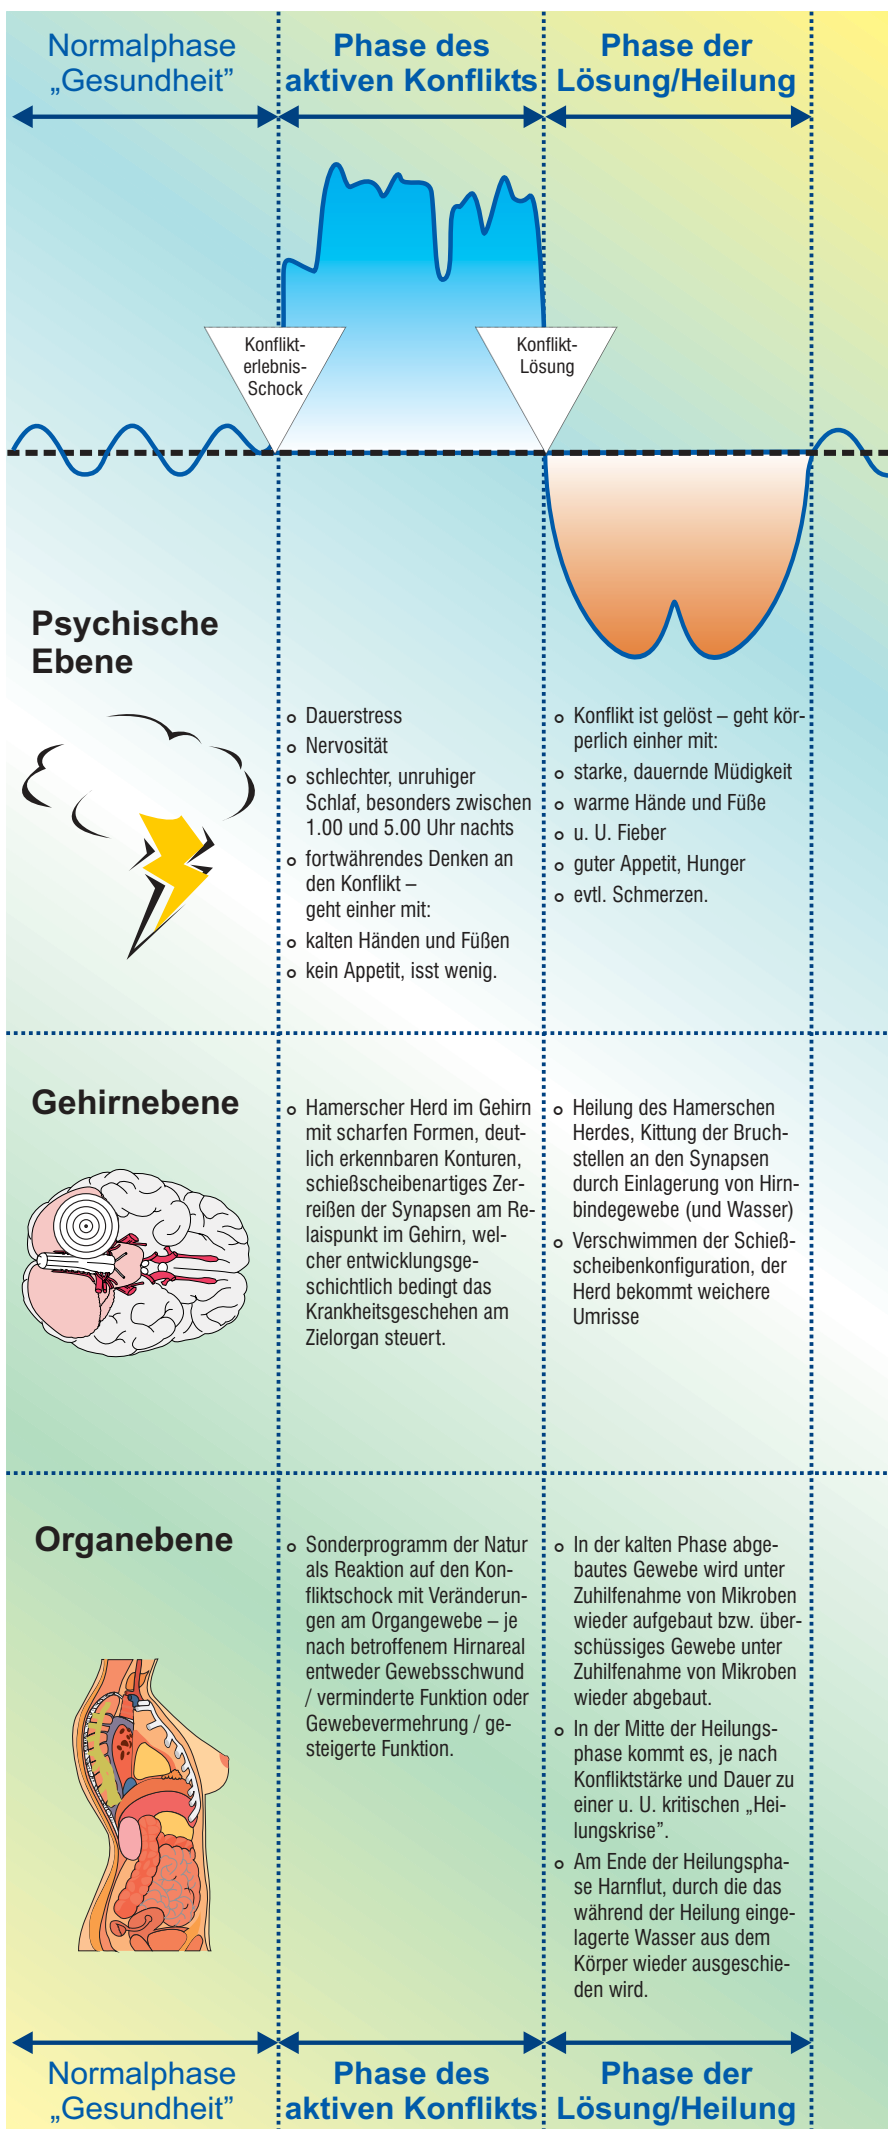 Normalphase
„Gesundheit”
Phase des
aktiven Konflikts
Phase der
Lösung/Heilung
Konflikt-
erlebnis-
Schock
Konflikt-
Lösung
Psychische
Ebene
Dauerstress
Nervosität
schlechter, unruhiger
Schlaf, besonders zwischen
1.00 und 5.00 Uhr nachts
fortwährendes Denken an
den Konflikt –
geht einher mit:
kalten Händen und Füßen
kein Appetit, isst wenig.
Konflikt ist gelöst – geht kör-
perlich einher mit:
starke, dauernde Müdigkeit
warme Hände und Füße
u. U. Fieber
guter Appetit, Hunger
evtl. Schmerzen.
Gehirnebene
Hamerscher Herd im Gehirn
mit scharfen Formen, deut-
lich erkennbaren Konturen,
schießscheibenartiges Zer-
reißen der Synapsen am Re-
laispunkt im Gehirn, wel-
cher entwicklungsge-
schichtlich bedingt das
Krankheitsgeschehen am
Zielorgan steuert.
Heilung des Hamerschen
Herdes, Kittung der Bruch-
stellen an den Synapsen
durch Einlagerung von Hirn-
bindegewebe (und Wasser)
Verschwimmen der Schieß-
scheibenkonfiguration, der
Herd bekommt weichere
Umrisse
Organebene
Sonderprogramm der Natur
als Reaktion auf den Kon-
fliktschock mit Veränderun-
gen am Organgewebe – je
nach betroffenem Hirnareal
entweder Gewebsschwund
/ verminderte Funktion oder
Gewebevermehrung / ge-
steigerte Funktion.
In der kalten Phase abge-
bautes Gewebe wird unter
Zuhilfenahme von Mikroben
wieder aufgebaut bzw. über-
schüssiges Gewebe unter
Zuhilfenahme von Mikroben
wieder abgebaut.
In der Mitte der Heilungs-
phase kommt es, je nach
Konfliktstärke und Dauer zu
einer u. U. kritischen „Hei-
lungskrise”.
Am Ende der Heilungspha-
se Harnflut, durch die das
während der Heilung einge-
lagerte Wasser aus dem
Körper wieder ausgeschie-
den wird.
Normalphase
„Gesundheit”
Phase des
aktiven Konflikts
Phase der
Lösung/Heilung